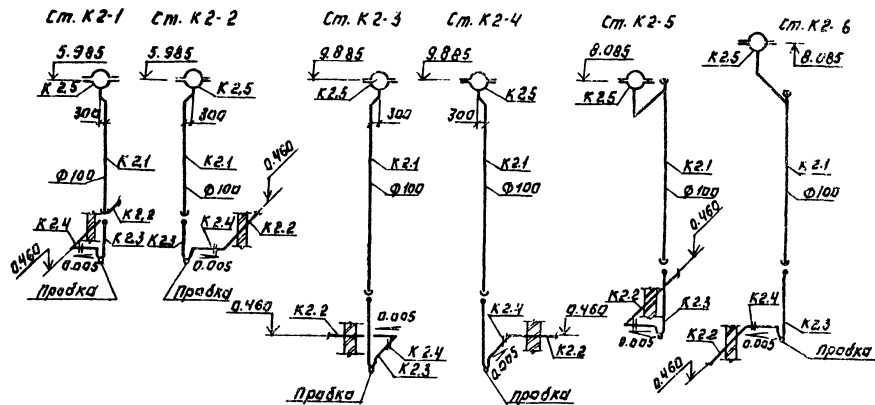 Ст. К2-1
Ст. К2-2
Ст. К2-3
Ст. К2-4
Ст. К2-5
Ст. К2-6
5.985
5.985
9.885
9.885
8.085
8.085
К2.5
К2.5
К2.5
К2.5
К2.5
К2.5
300
300
300
300
К2.1
К2.1
К2.1
К2.1
К2.1
К2.1
Ф100
Ф100
Ф100
Ф100
Ф100
Ф100
0.460
0.460
К2.4
К2.2
К2.3
К2.3
К2.4
К2.2
0.460
0.005
0.005
Пробка
Пробка
0.460
К2.2
0.005
К2.4
К2.3
Пробка
К2.4
0.460
К2.2
0.005
Пробка
К2.2
К2.3
0.005
К2.4
К2.2
К2.3
0.005
0.460
Пробка